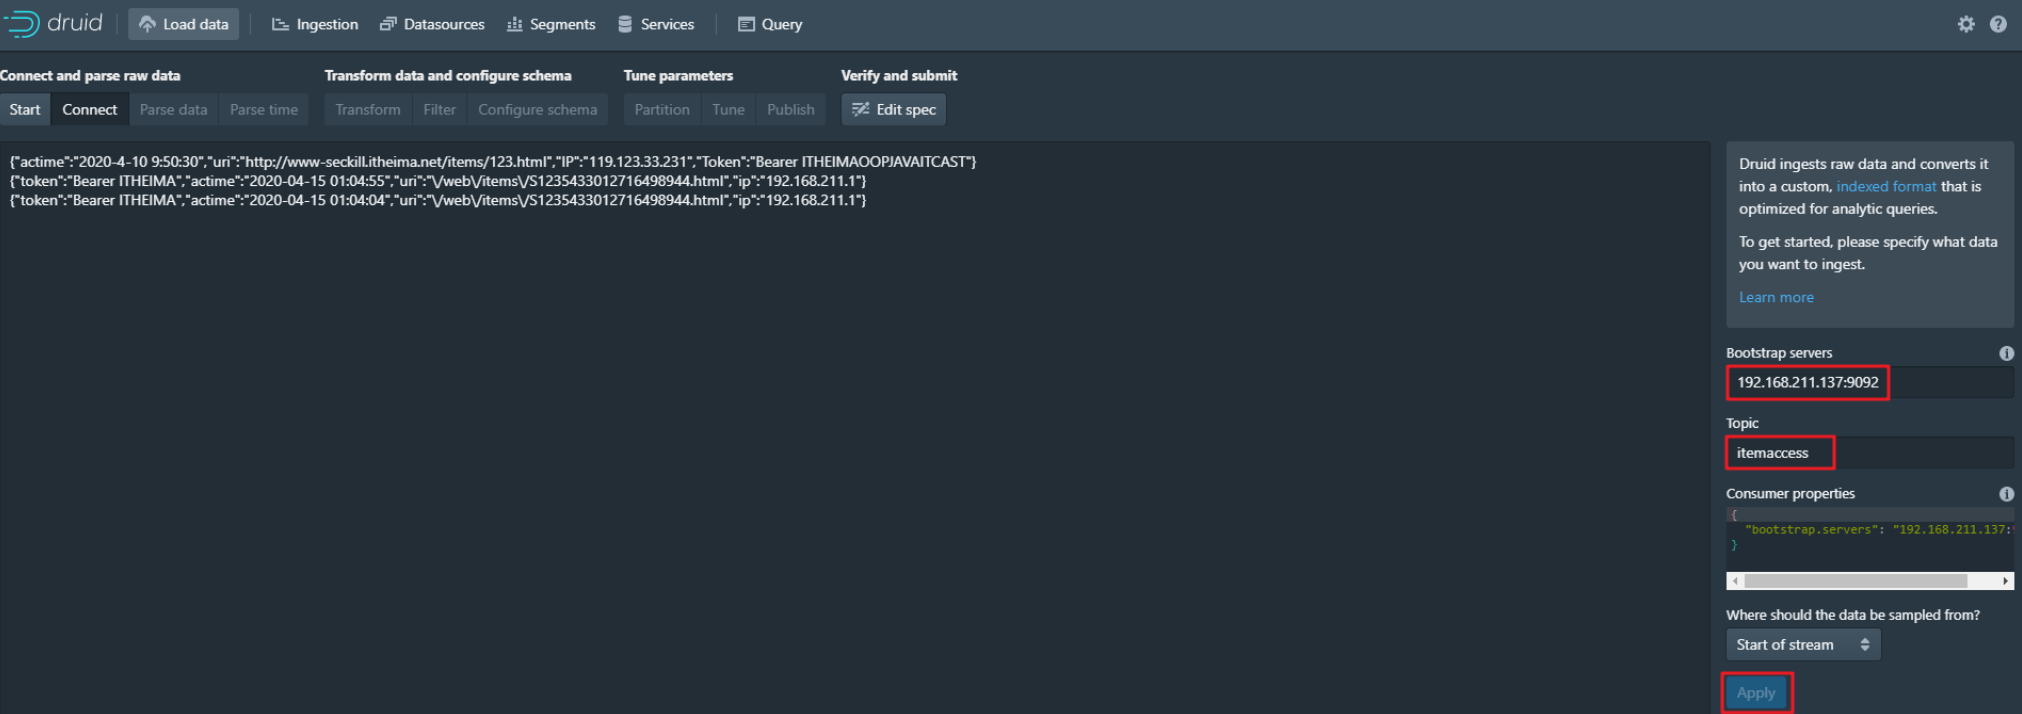 druid Load data Ingestion Datasources Segments Services Query
Connect and parse raw data Transform data and configure schema Tune parameters Verify and submit
Start Connect Parse data Parse time Transform Filter Configure schema Partition Tune Publish Edit spec
{"actime":"2020-4-10 9:50:30","uri":"http://www-seckill.itheima.net/items/123.html","IP":"119.123.33.231","Token":"Bearer ITHEIMAOOPJAVAITCAST"}
{"token":"Bearer ITHEIMA","actime":"2020-04-15 01:04:55","uri":"\/web\/items\/S1235433012716498944.html","ip":"192.168.211.1"}
{"token":"Bearer ITHEIMA","actime":"2020-04-15 01:04:04","uri":"\/web\/items\/S1235433012716498944.html","ip":"192.168.211.1"}
Druid ingests raw data and converts it
into a custom, indexed format that is
optimized for analytic queries.
To get started, please specify what data
you want to ingest.
Learn more
Bootstrap servers
192.168.211.137:9092
Topic
itemaccess
Consumer properties
{
"bootstrap.servers": "192.168.211.137:
}
Where should the data be sampled from?
Start of stream
Apply